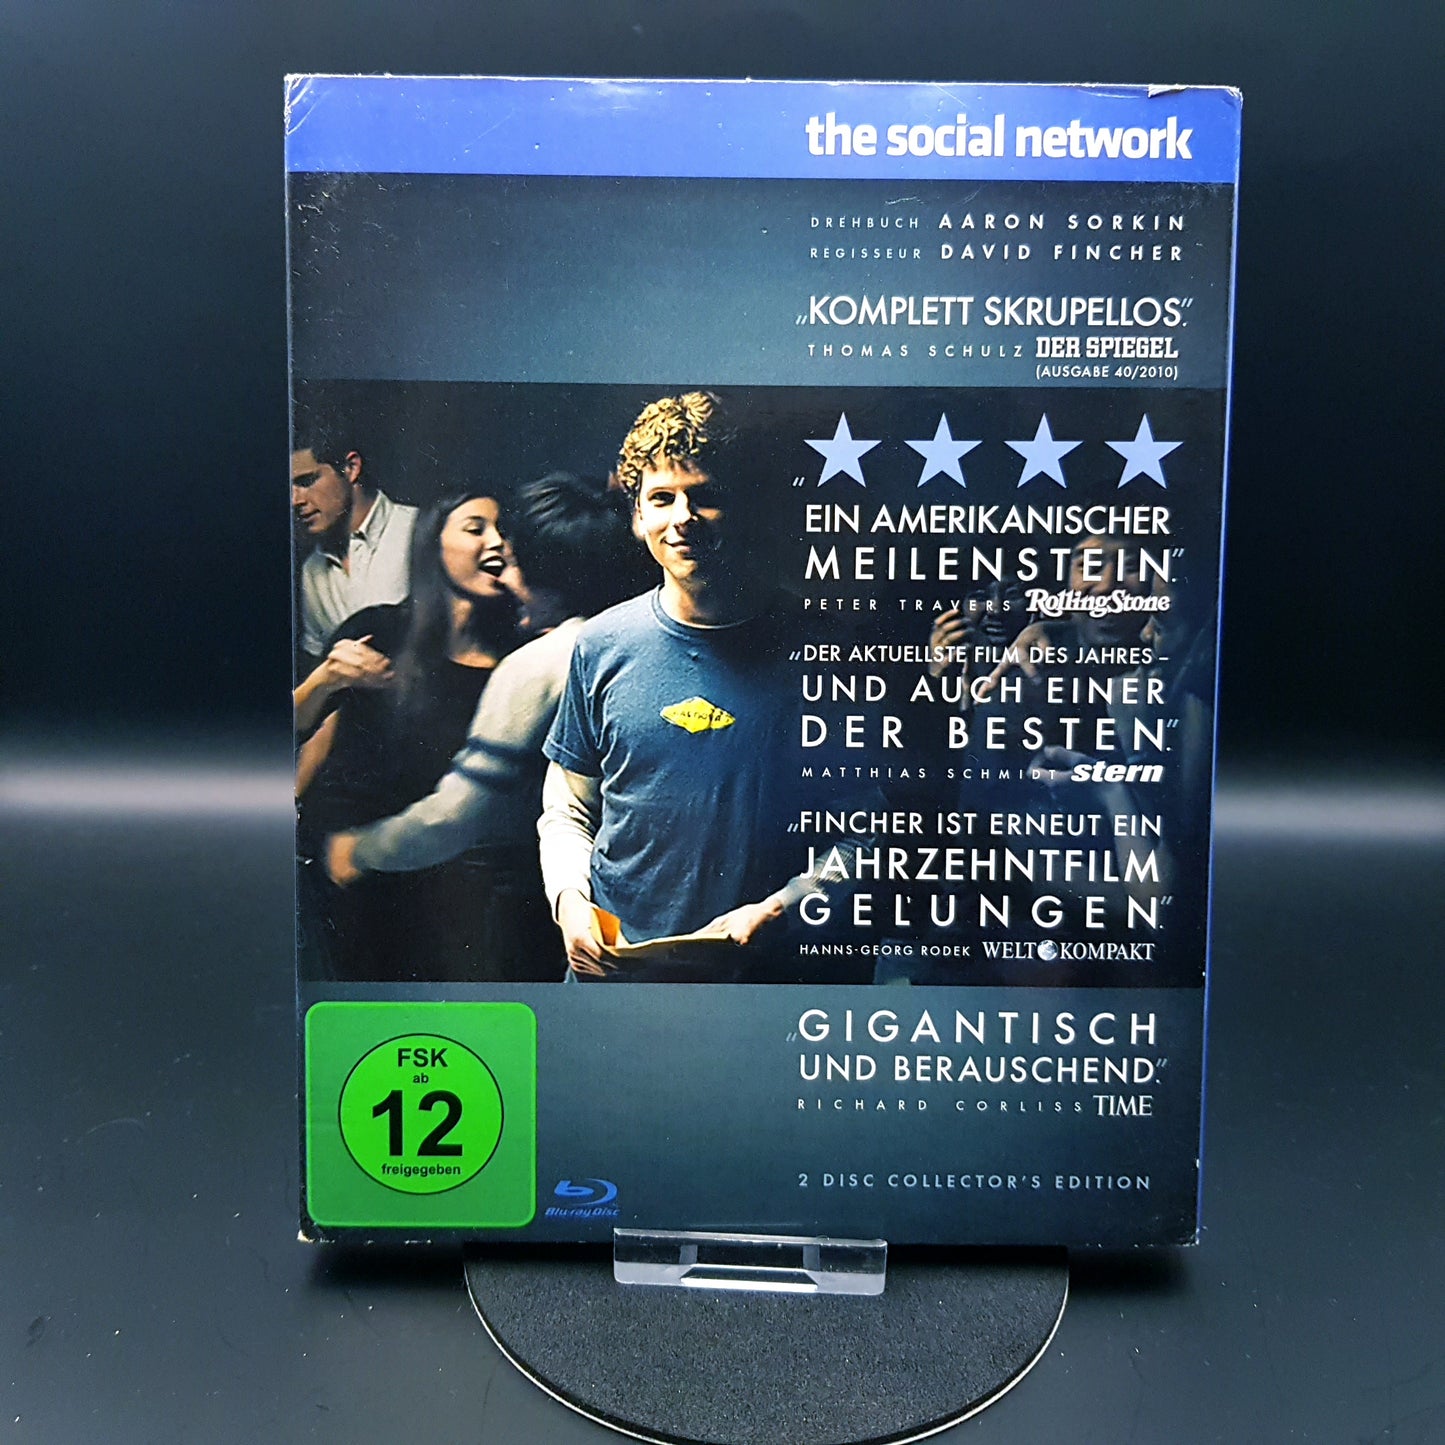 the social network
DREHBUCH AARON SORKIN
REGISSEUR DAVID FINCHER
„KOMPLETT SKRUPELLOS."
THOMAS SCHULZ DER SPIEGEL
(AUSGABE 40/2010)
„
EIN AMERIKANISCHER
MEILENSTEIN."
PETER TRAVERS RollingStone
„DER AKTUELLSTE FILM DES JAHRES –
UND AUCH EINER
DER BESTEN."
MATTHIAS SCHMIDT stern
„FINCHER IST ERNEUT EIN
JAHRZEHNTFILM
GELUNGEN."
HANNS-GEORG RODEK WELT KOMPAKT
„GIGANTISCH
UND BERAUSCHEND."
RICHARD CORLISS TIME
2 DISC COLLECTOR'S EDITION
FSK
ab
12
freigegeben
Blu-ray Disc